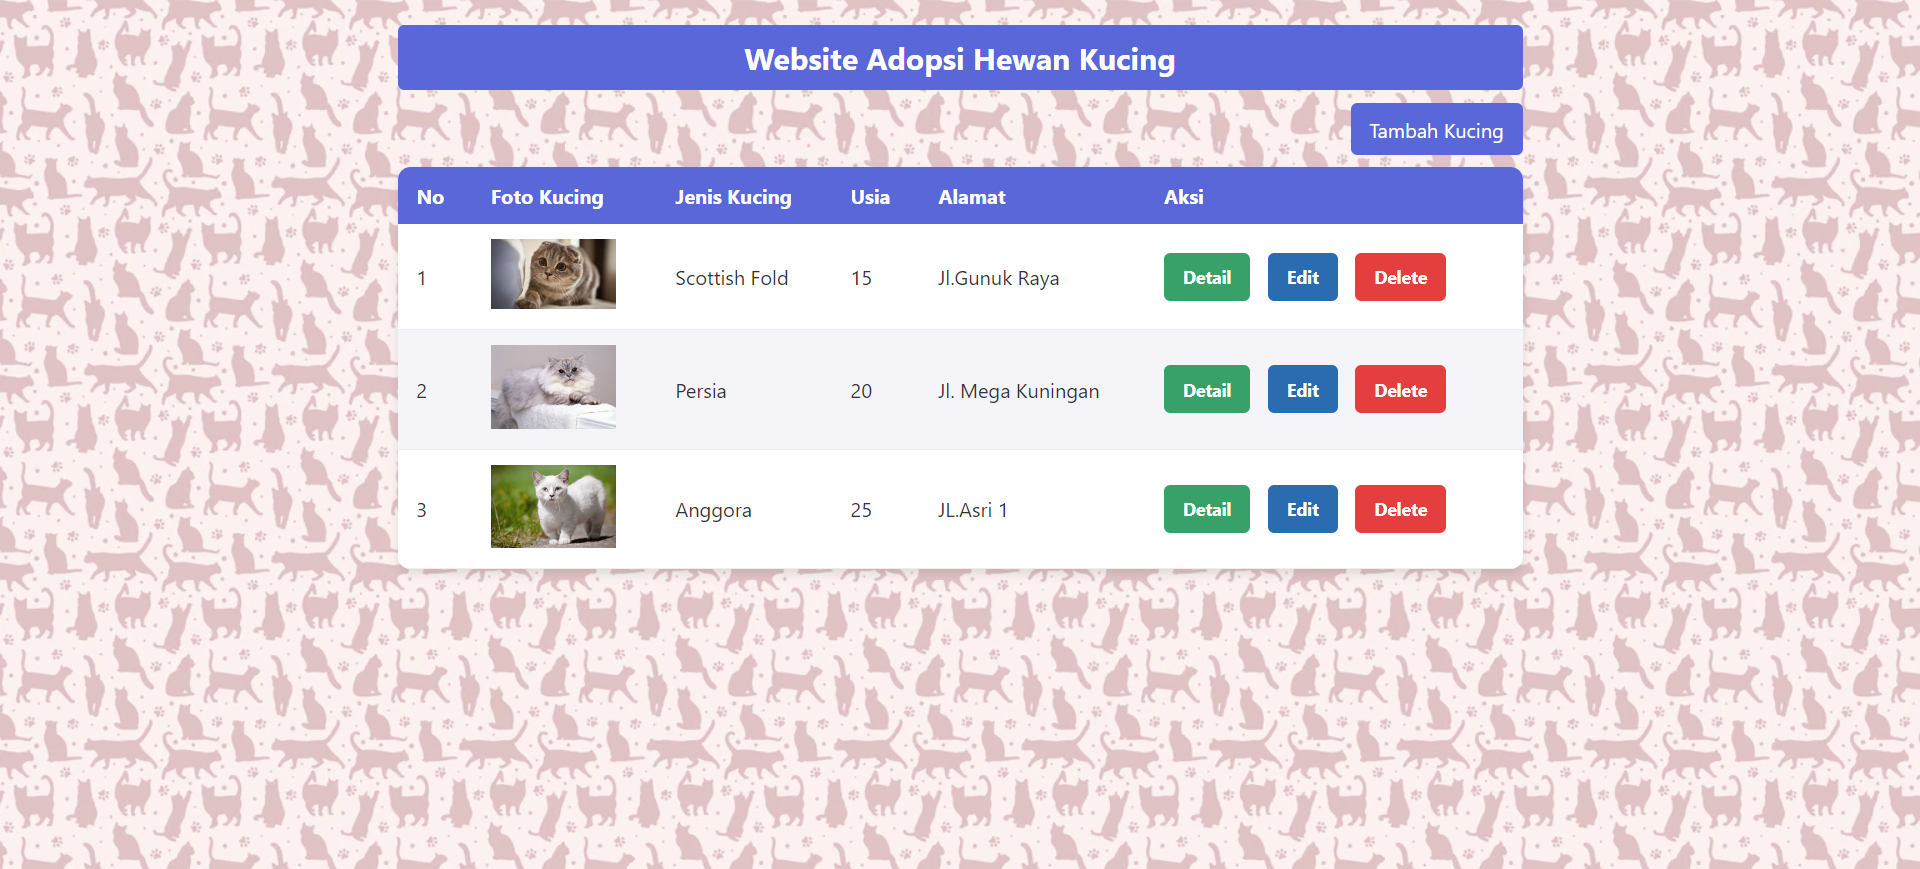 Website Adopsi Hewan Kucing
Tambah Kucing
No Foto Kucing Jenis Kucing Usia Alamat Aksi
1 Scottish Fold 15 Jl.Gunuk Raya Detail Edit Delete
2 Persia 20 Jl. Mega Kuningan Detail Edit Delete
3 Anggora 25 JL.Asri 1 Detail Edit Delete